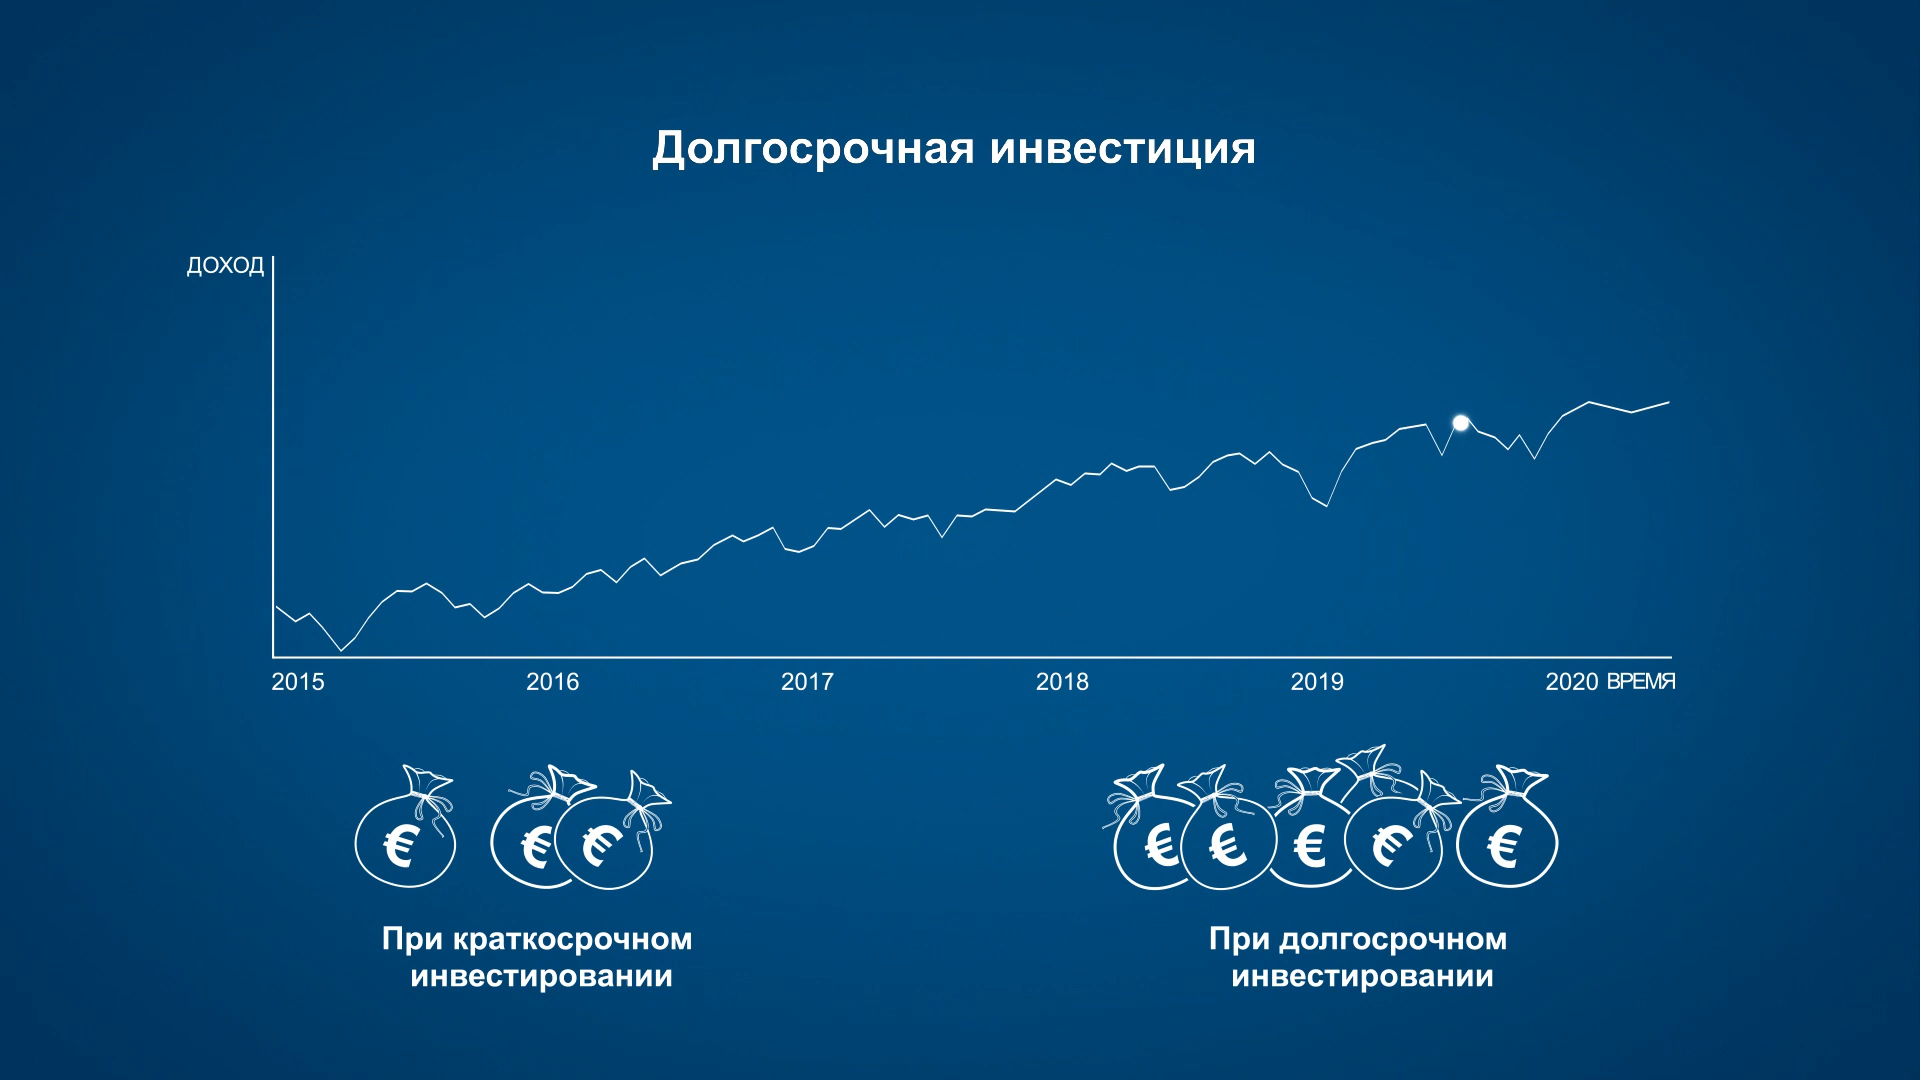 Долгосрочная инвестиция
ДОХОД
2015 2016 2017 2018 2019 2020 ВРЕМЯ
€ € € € € € € €
При краткосрочном
инвестировании
При долгосрочном
инвестировании